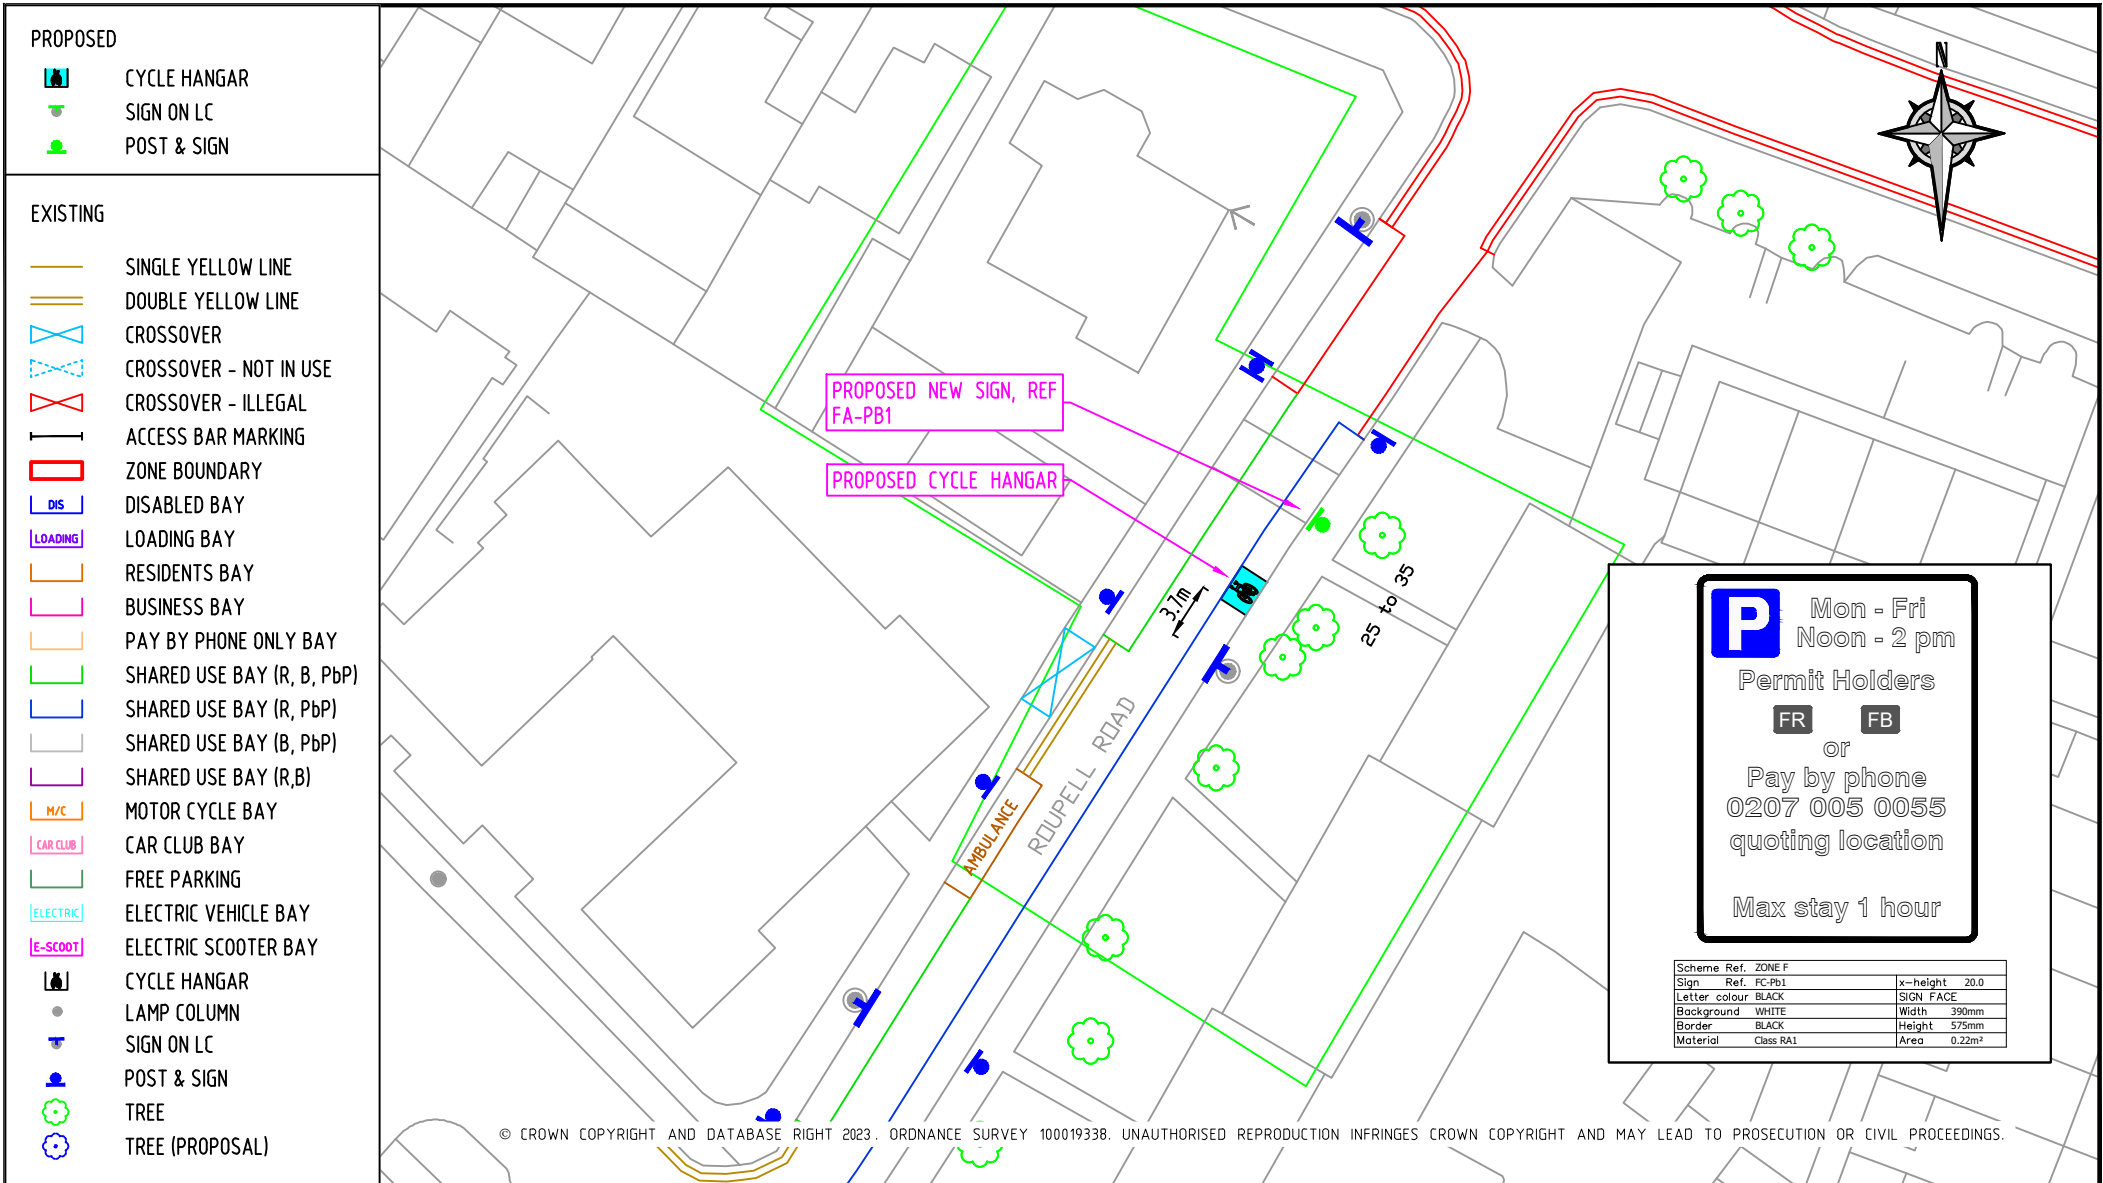 PROPOSED
CYCLE HANGAR
SIGN ON LC
POST & SIGN
EXISTING
SINGLE YELLOW LINE
DOUBLE YELLOW LINE
CROSSOVER
CROSSOVER - NOT IN USE
CROSSOVER - ILLEGAL
ACCESS BAR MARKING
ZONE BOUNDARY
DIS DISABLED BAY
LOADING LOADING BAY
RESIDENTS BAY
BUSINESS BAY
PAY BY PHONE ONLY BAY
SHARED USE BAY (R, B, PbP)
SHARED USE BAY (R, PbP)
SHARED USE BAY (B, PbP)
SHARED USE BAY (R,B)
M/C MOTOR CYCLE BAY
CAR CLUB CAR CLUB BAY
FREE PARKING
ELECTRIC ELECTRIC VEHICLE BAY
E-SCOOT ELECTRIC SCOOTER BAY
CYCLE HANGAR
LAMP COLUMN
SIGN ON LC
POST & SIGN
TREE
TREE (PROPOSAL)
N
PROPOSED NEW SIGN, REF
FA-PB1
PROPOSED CYCLE HANGAR
3.7m
25 to 35
ROUPELL ROAD
AMBULANCE
P
Mon - Fri
Noon - 2 pm
Permit Holders
FR FB
or
Pay by phone
0207 005 0055
quoting location
Max stay 1 hour
Scheme Ref. ZONE F
Sign Ref. FC-Pb1 x-height 20.0
Letter colour BLACK SIGN FACE
Background WHITE Width 390mm
Border BLACK Height 575mm
Material Class RA1 Area 0.22m²
© CROWN COPYRIGHT AND DATABASE RIGHT 2023. ORDNANCE SURVEY 100019338. UNAUTHORISED REPRODUCTION INFRINGES CROWN COPYRIGHT AND MAY LEAD TO PROSECUTION OR CIVIL PROCEEDINGS.